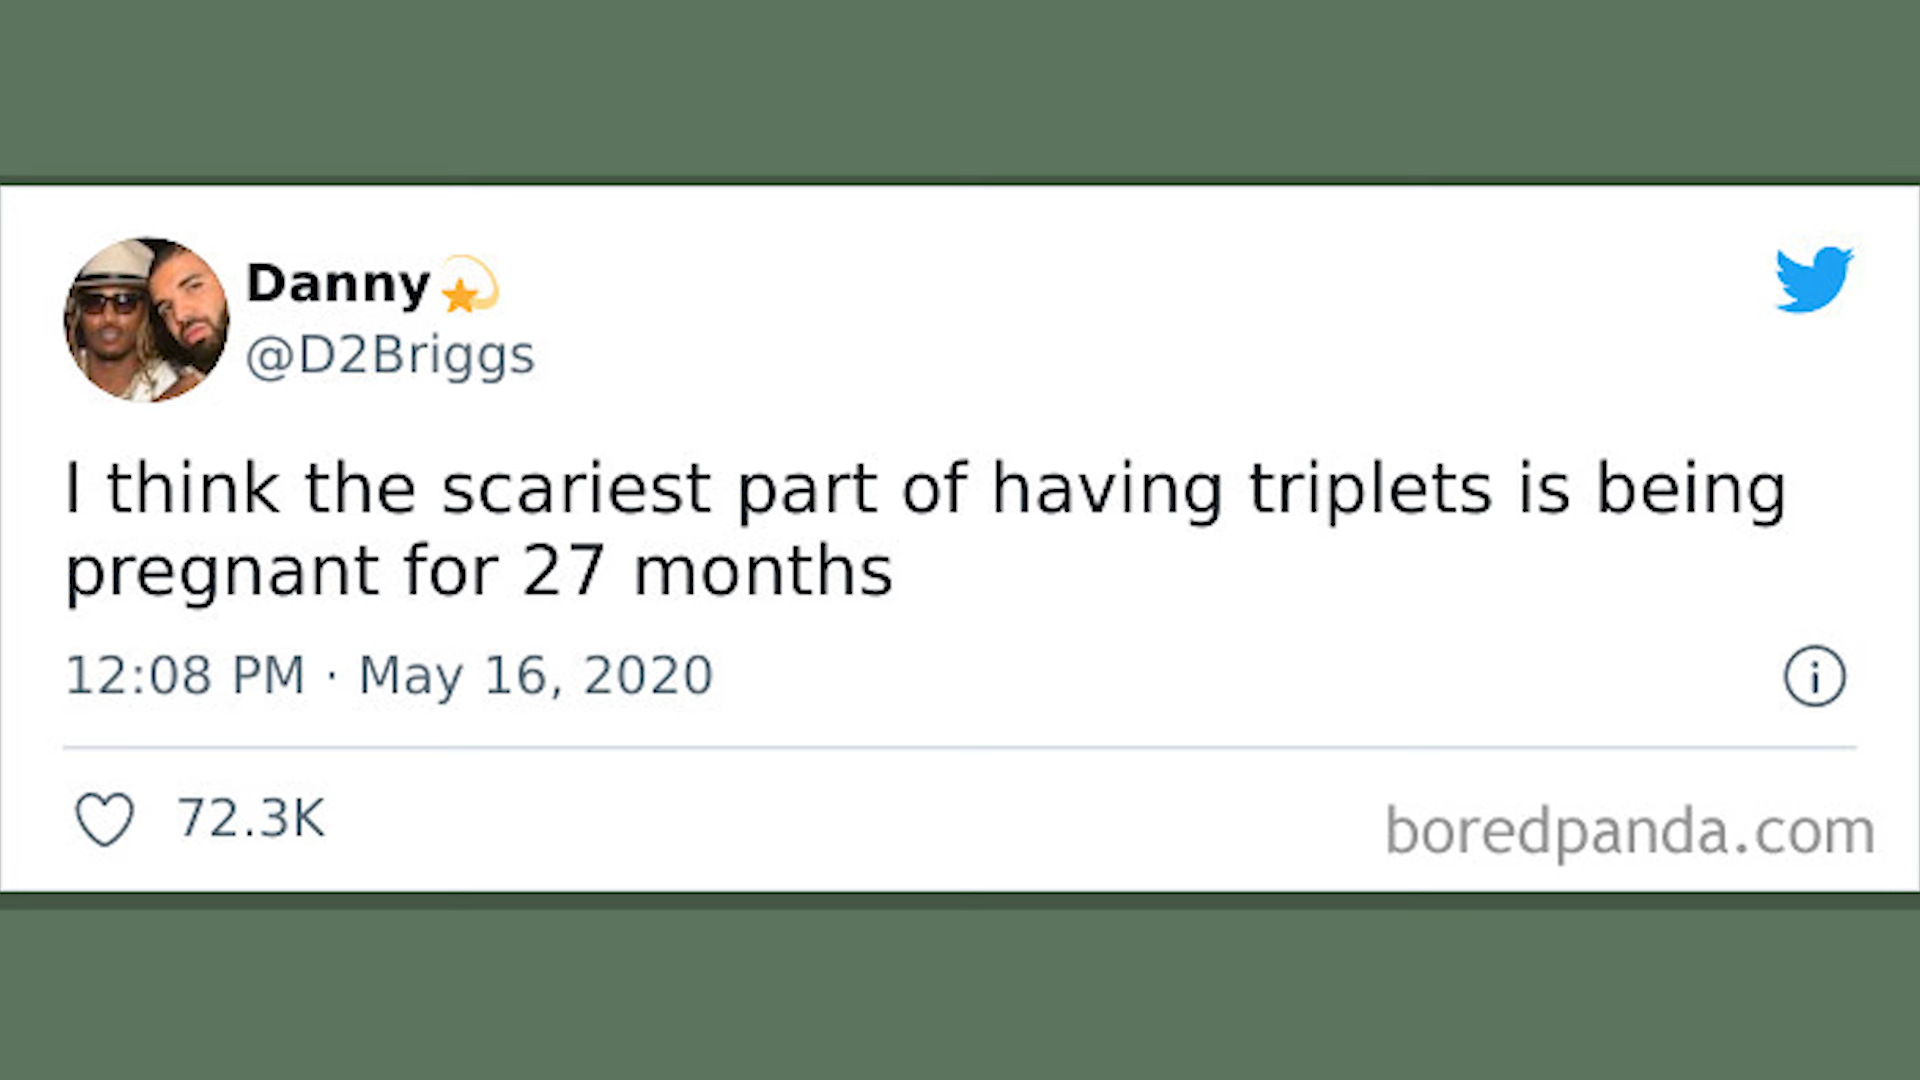 Danny💫
@D2Briggs
I think the scariest part of having triplets is being
pregnant for 27 months
12:08 PM · May 16, 2020
72.3K
boredpanda.com